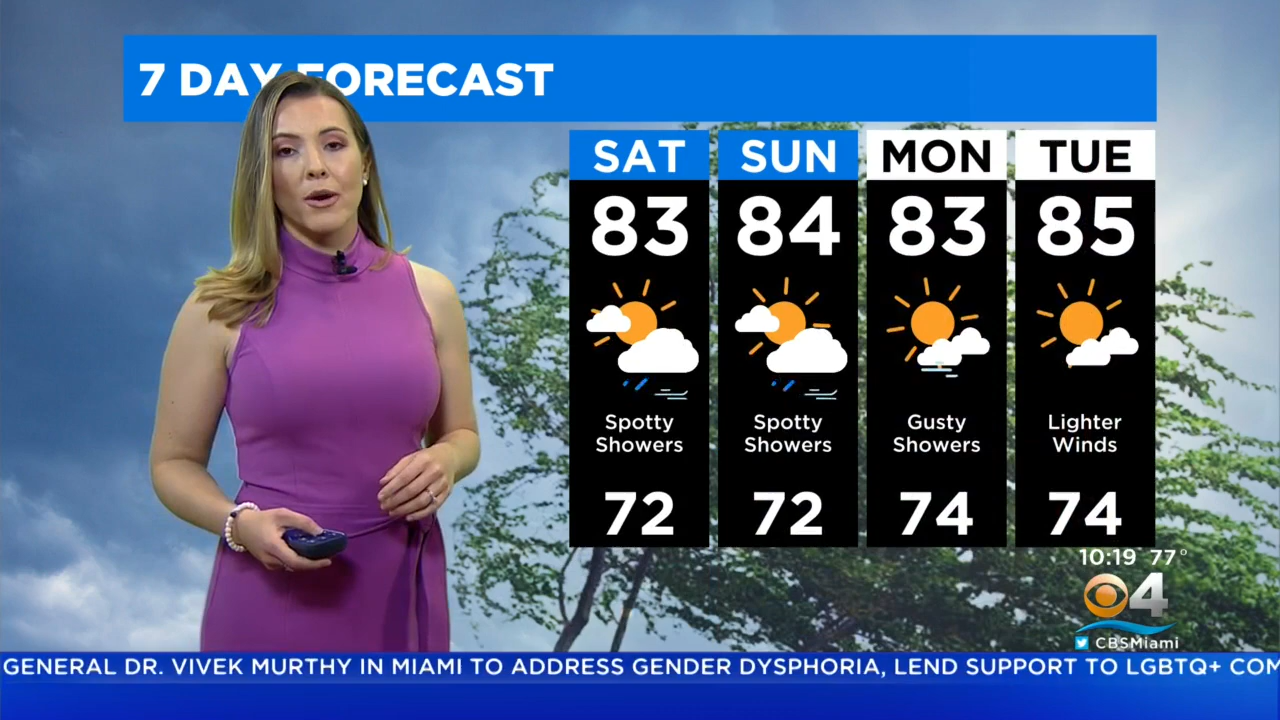 7 DAY FORECAST
SAT
83
Spotty
Showers
72
SUN
84
Spotty
Showers
72
MON
83
Gusty
Showers
74
TUE
85
Lighter
Winds
74
10:19 77°
4
CBSMiami
GENERAL DR. VIVEK MURTHY IN MIAMI TO ADDRESS GENDER DYSPHORIA, LEND SUPPORT TO LGBTQ+ COM